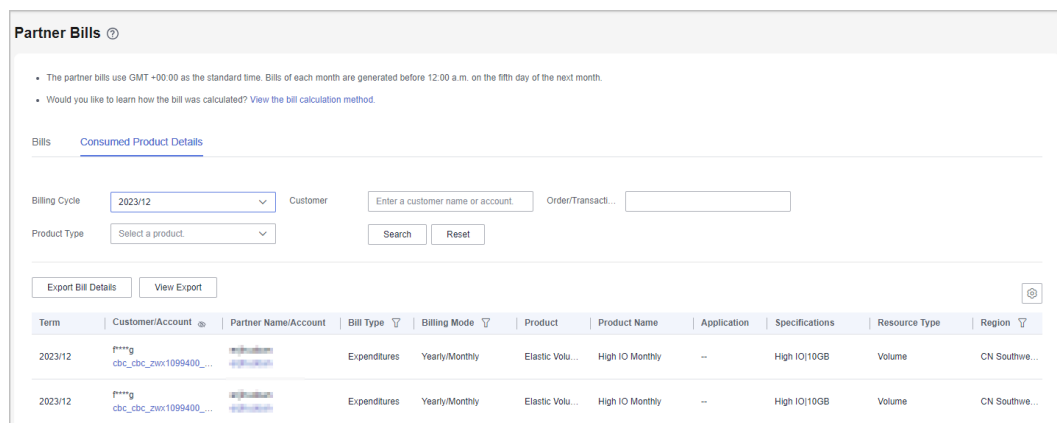 Partner Bills
The partner bills use GMT +00:00 as the standard time. Bills of each month are generated before 12:00 a.m. on the fifth day of the next month.
Would you like to learn how the bill was calculated? View the bill calculation method.
Bills Consumed Product Details
Billing Cycle 2023/12 Customer Enter a customer name or account. Order/Transacti...
Product Type Select a product. Search Reset
Export Bill Details View Export
Term Customer/Account Partner Name/Account Bill Type Billing Mode Product Product Name Application Specifications Resource Type Region
2023/12 f****g Expenditures Yearly/Monthly Elastic Volu... High IO Monthly -- High IO|10GB Volume CN Southwe...
cbc_cbc_zwx1099400_...
2023/12 f****g Expenditures Yearly/Monthly Elastic Volu... High IO Monthly -- High IO|10GB Volume CN Southwe...
cbc_cbc_zwx1099400_...